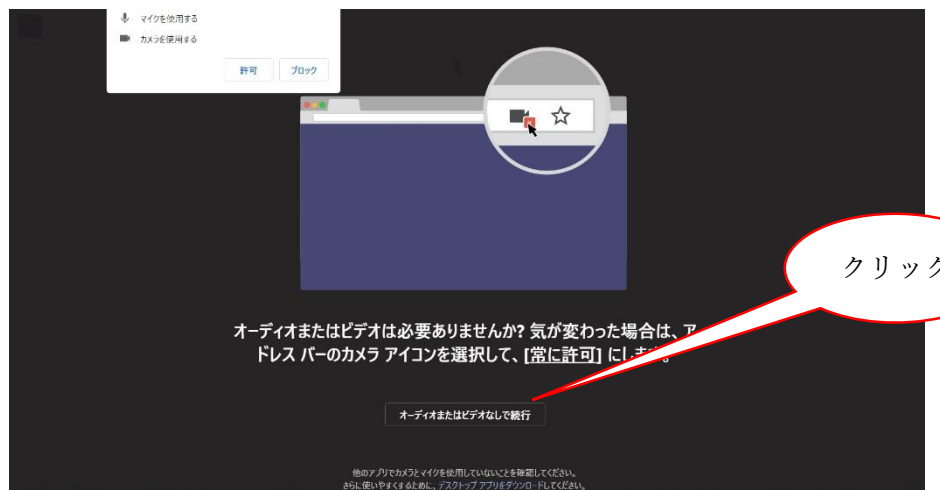 マイクを使用する
カメラを使用する
許可 ブロック
クリック
オーディオまたはビデオは必要ありませんか? 気が変わった場合は、ア
ドレス バーのカメラ アイコンを選択して、[常に許可] にします。
オーディオまたはビデオなしで続行
他のアプリでカメラとマイクを使用していないことを確認してください。
さらに使いやすくするために、デスクトップ アプリをダウンロードしてください。